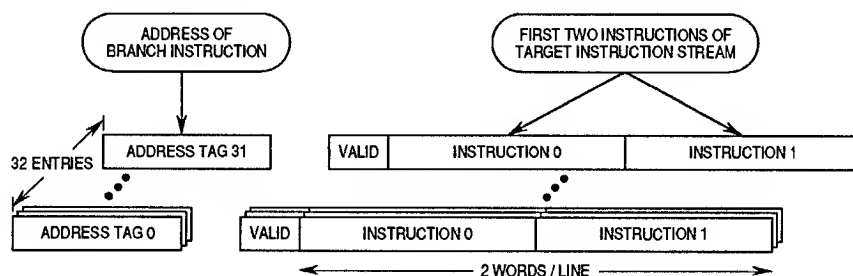 ADDRESS OF
BRANCH INSTRUCTION
FIRST TWO INSTRUCTIONS OF
TARGET INSTRUCTION STREAM
32 ENTRIES
ADDRESS TAG 31
VALID
INSTRUCTION 0
INSTRUCTION 1
ADDRESS TAG 0
VALID
INSTRUCTION 0
INSTRUCTION 1
2 WORDS / LINE